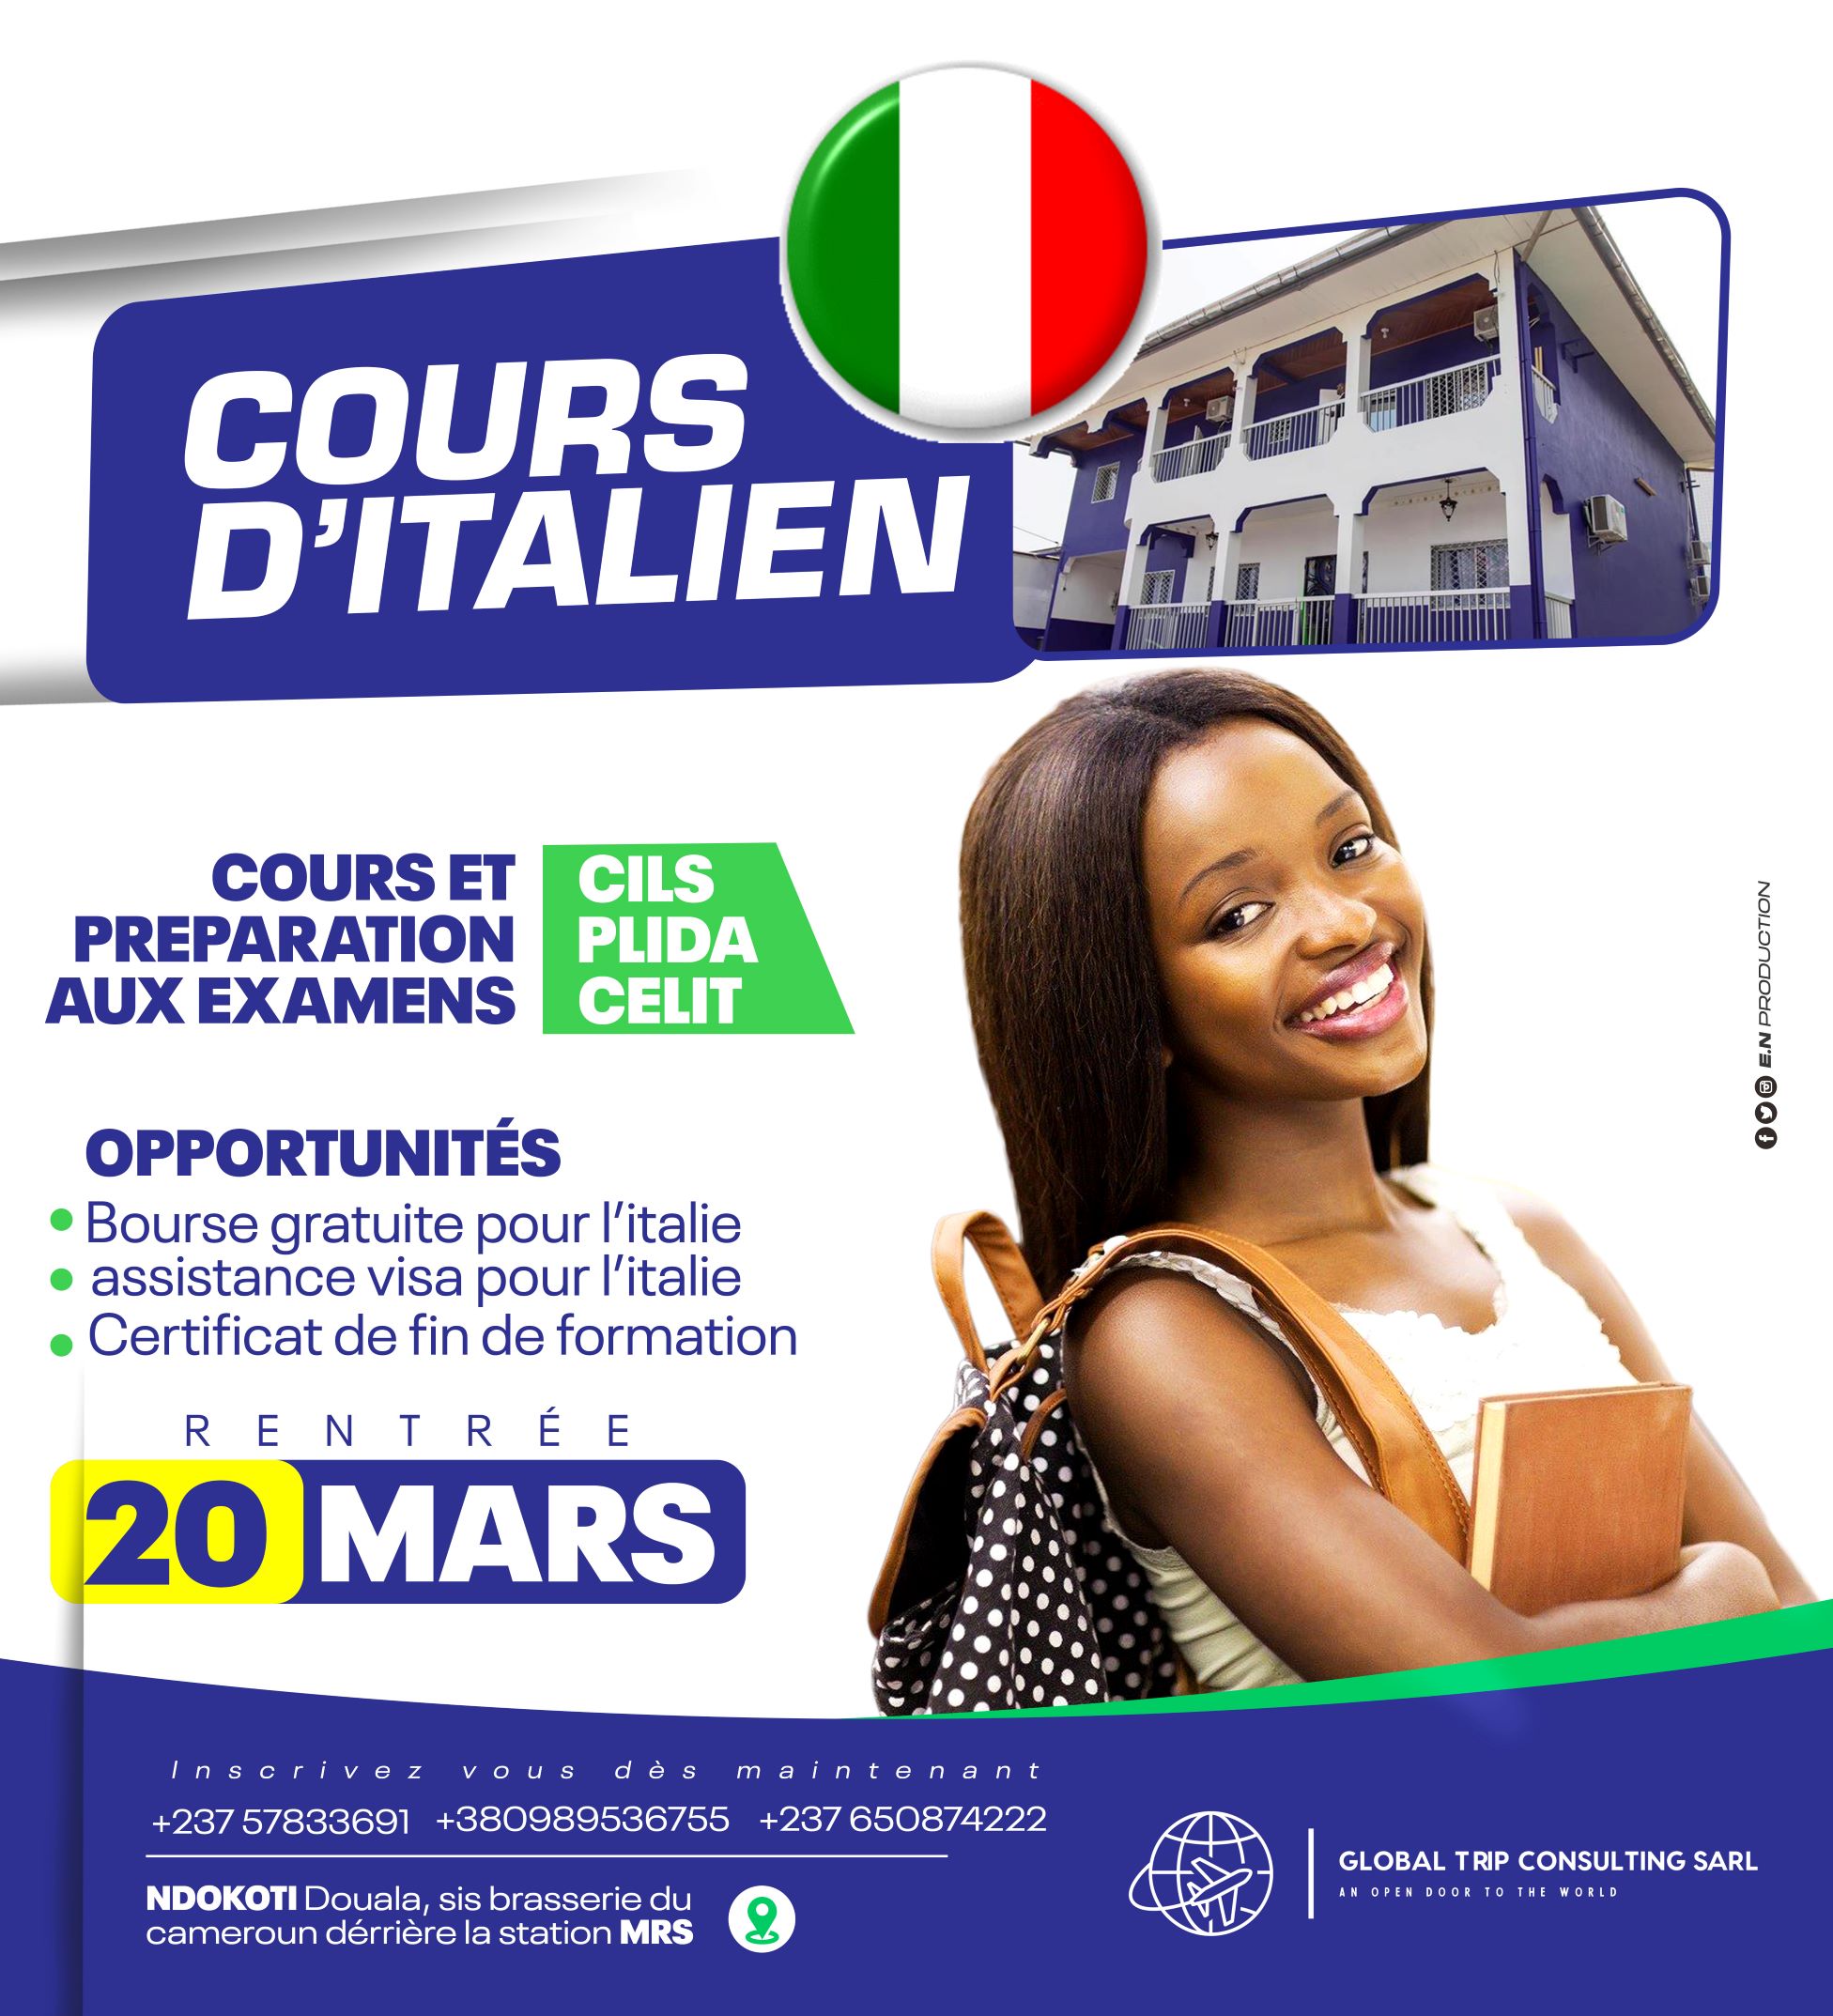 COURS
D'ITALIEN
COURS ET
PREPARATION
AUX EXAMENS
CILS
PLIDA
CELIT
OPPORTUNITÉS
Bourse gratuite pour l'italie
assistance visa pour l'italie
Certificat de fin de formation
RENTRÉE
20 MARS
E.N PRODUCTION
Inscrivez vous dès maintenant
+237 57833691 +380989536755 +237 650874222
NDOKOTI Douala, sis brasserie du
cameroun dérrière la station MRS
GLOBAL TRIP CONSULTING SARL
AN OPEN DOOR TO THE WORLD